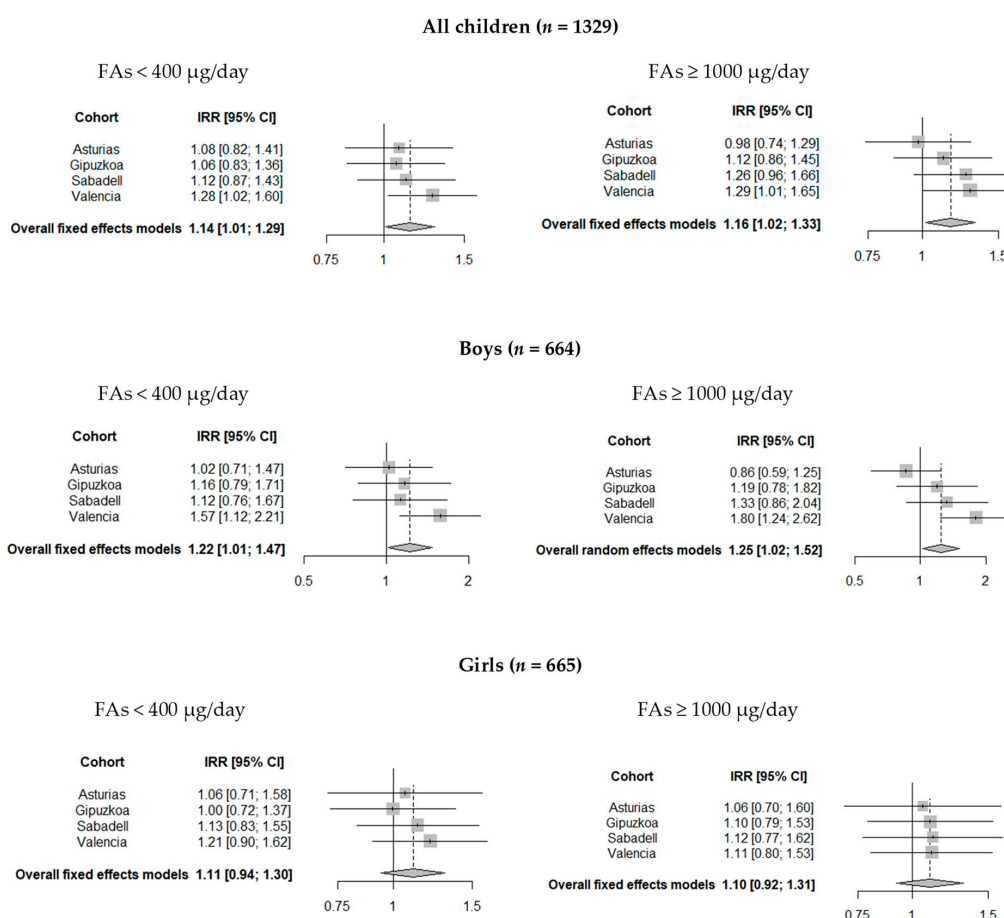 All children (n = 1329)
FAs < 400 µg/day
Cohort IRR [95% CI]
Asturias 1.08 [0.82; 1.41]
Gipuzkoa 1.06 [0.83; 1.36]
Sabadell 1.12 [0.87; 1.43]
Valencia 1.28 [1.02; 1.60]
Overall fixed effects models 1.14 [1.01; 1.29]
0.75 1 1.5
FAs ≥ 1000 µg/day
Cohort IRR [95% CI]
Asturias 0.98 [0.74; 1.29]
Gipuzkoa 1.12 [0.86; 1.45]
Sabadell 1.26 [0.96; 1.66]
Valencia 1.29 [1.01; 1.65]
Overall fixed effects models 1.16 [1.02; 1.33]
0.75 1 1.5
Boys (n = 664)
FAs < 400 µg/day
Cohort IRR [95% CI]
Asturias 1.02 [0.71; 1.47]
Gipuzkoa 1.16 [0.79; 1.71]
Sabadell 1.12 [0.76; 1.67]
Valencia 1.57 [1.12; 2.21]
Overall fixed effects models 1.22 [1.01; 1.47]
0.5 1 2
FAs ≥ 1000 µg/day
Cohort IRR [95% CI]
Asturias 0.86 [0.59; 1.25]
Gipuzkoa 1.19 [0.78; 1.82]
Sabadell 1.33 [0.86; 2.04]
Valencia 1.80 [1.24; 2.62]
Overall random effects models 1.25 [1.02; 1.52]
0.5 1 2
Girls (n = 665)
FAs < 400 µg/day
Cohort IRR [95% CI]
Asturias 1.06 [0.71; 1.58]
Gipuzkoa 1.00 [0.72; 1.37]
Sabadell 1.13 [0.83; 1.55]
Valencia 1.21 [0.90; 1.62]
Overall fixed effects models 1.11 [0.94; 1.30]
0.75 1 1.5
FAs ≥ 1000 µg/day
Cohort IRR [95% CI]
Asturias 1.06 [0.70; 1.60]
Gipuzkoa 1.10 [0.79; 1.53]
Sabadell 1.12 [0.77; 1.62]
Valencia 1.11 [0.80; 1.53]
Overall fixed effects models 1.10 [0.92; 1.31]
0.75 1 1.5